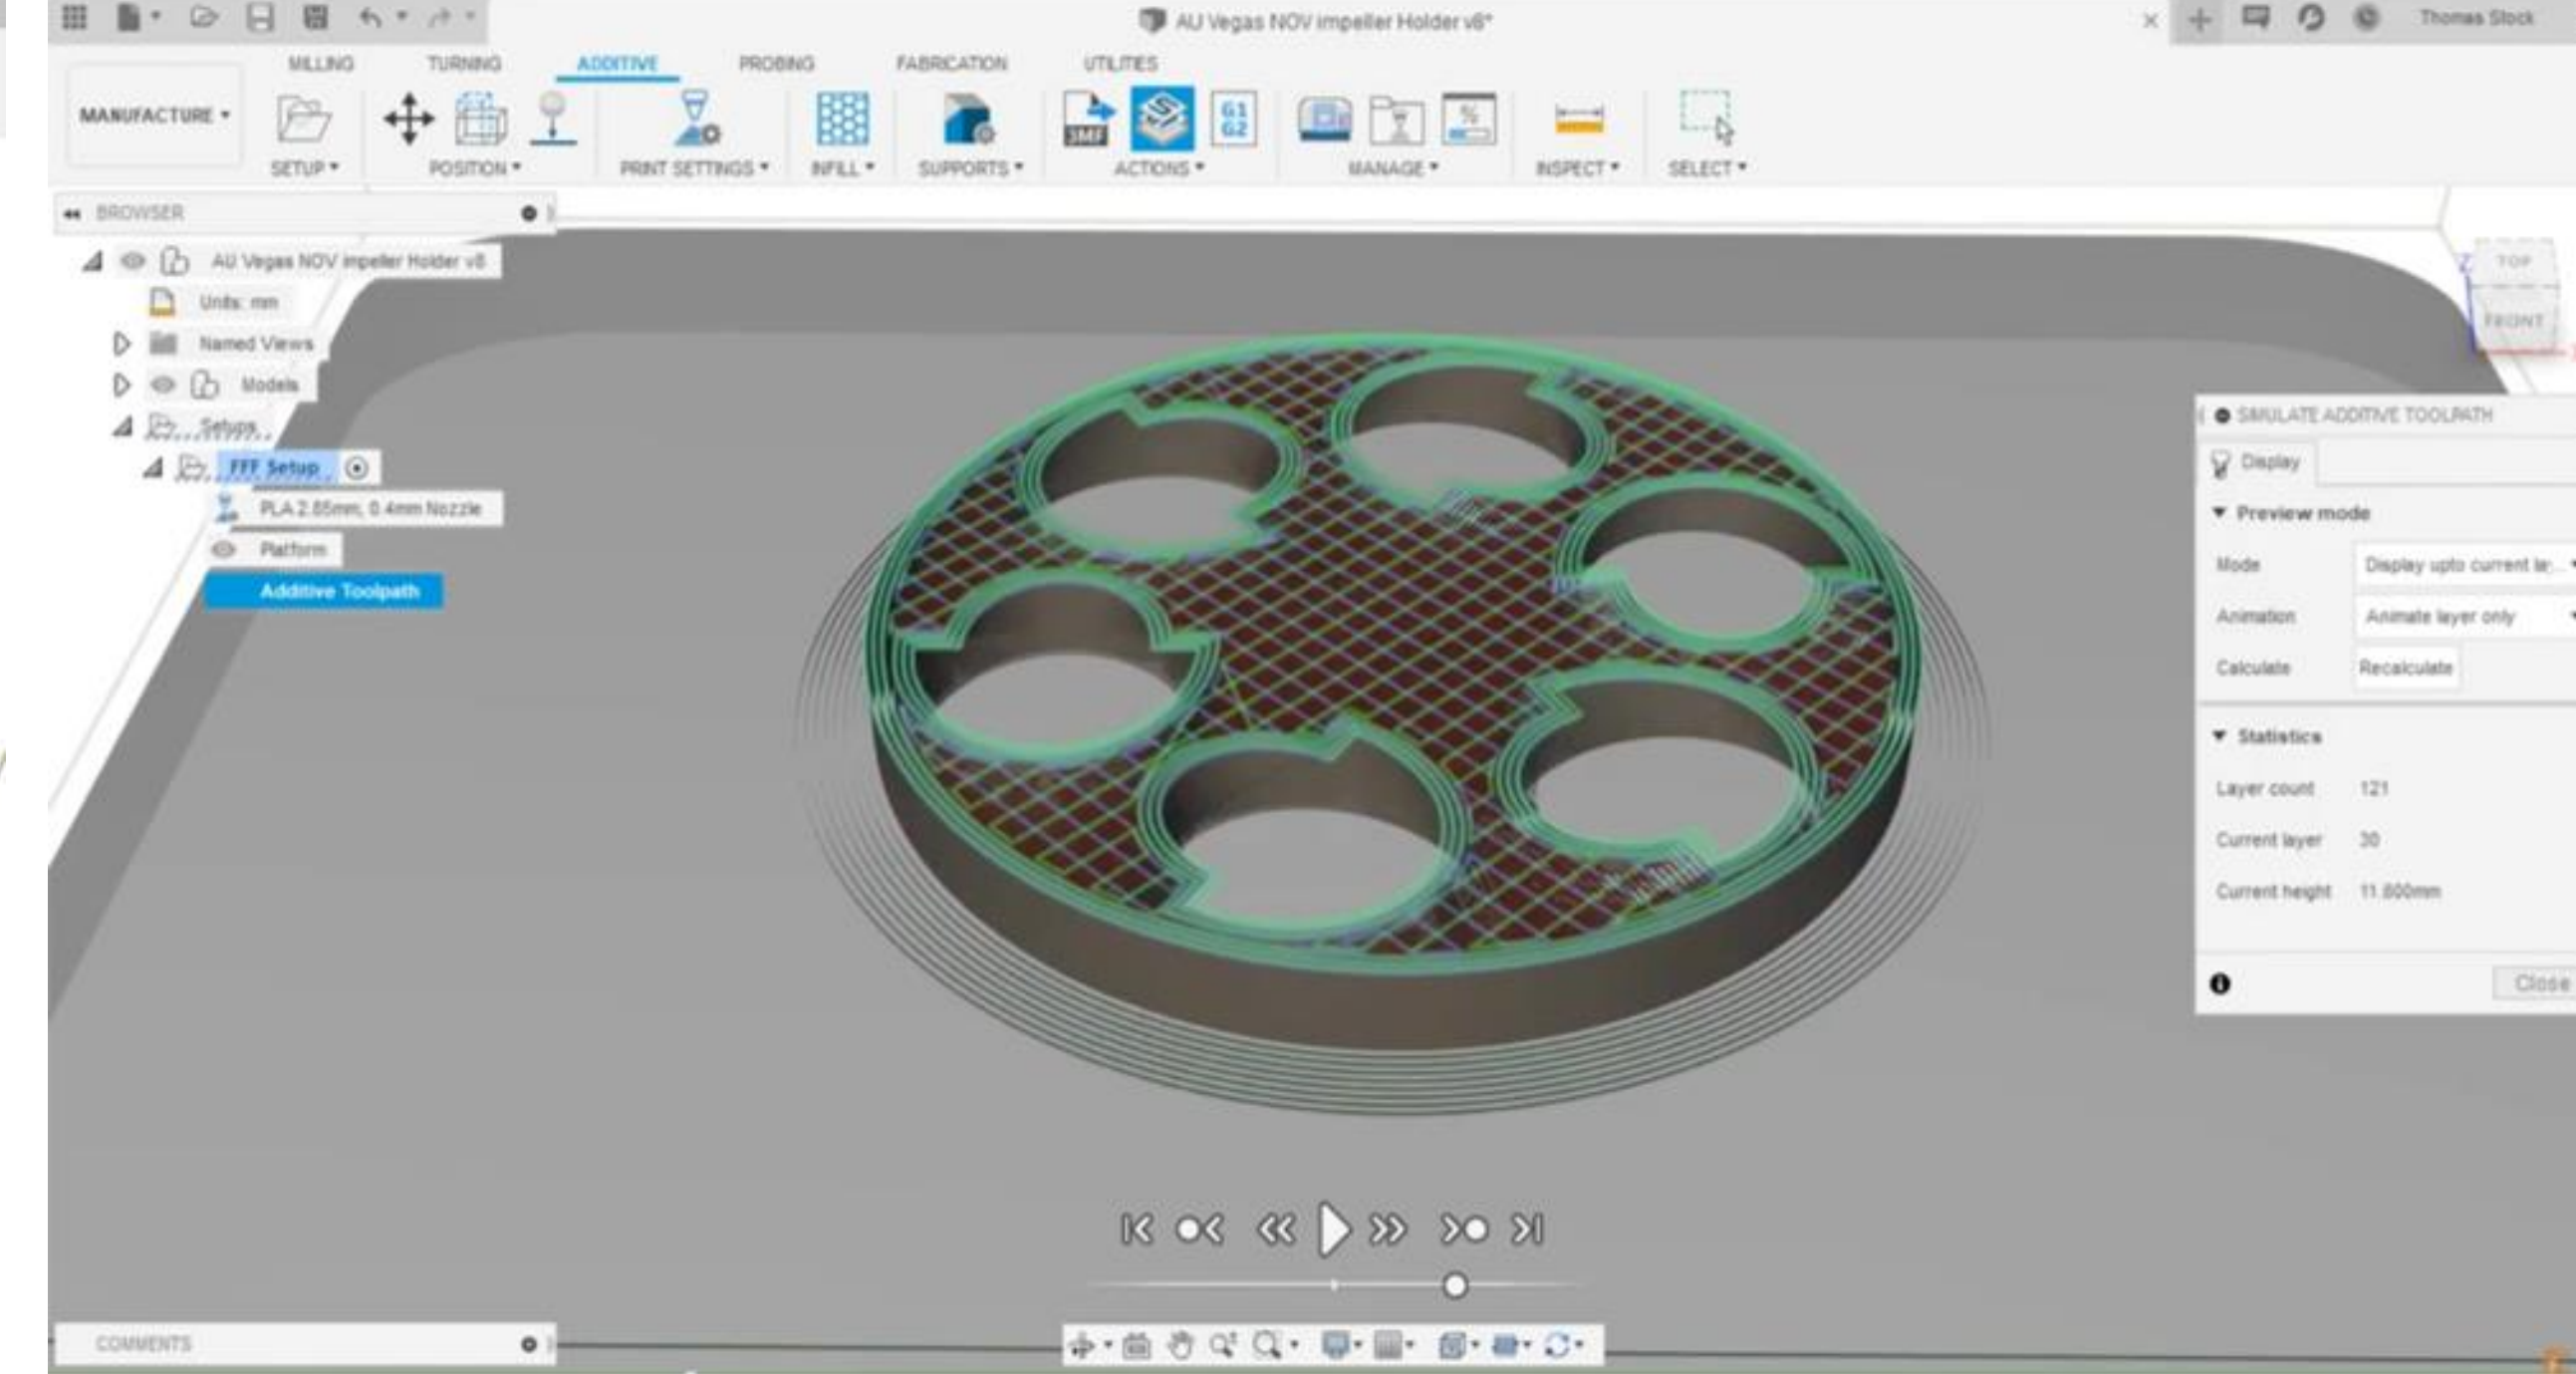 AU Vegas NOV impeller Holder v8*
Thomas Stock
MILLING TURNING ADDITIVE PROBING FABRICATION UTILITIES
MANUFACTURE
3MF
G1
G2
%
SETUP POSITION PRINT SETTINGS INFILL SUPPORTS ACTIONS MANAGE INSPECT SELECT
BROWSER
AU Vegas NOV impeller Holder v8
Units: mm
Named Views
Models
Setups
FFF Setup
PLA 2.85mm, 0.4mm Nozzle
Platform
Additive Toolpath
Z
TOP
FRONT
SIMULATE ADDITIVE TOOLPATH
Display
Preview mode
Mode Display upto current la...
Animation Animate layer only
Calculate Recalculate
Statistics
Layer count 121
Current layer 30
Current height 11.800mm
Close
COMMENTS